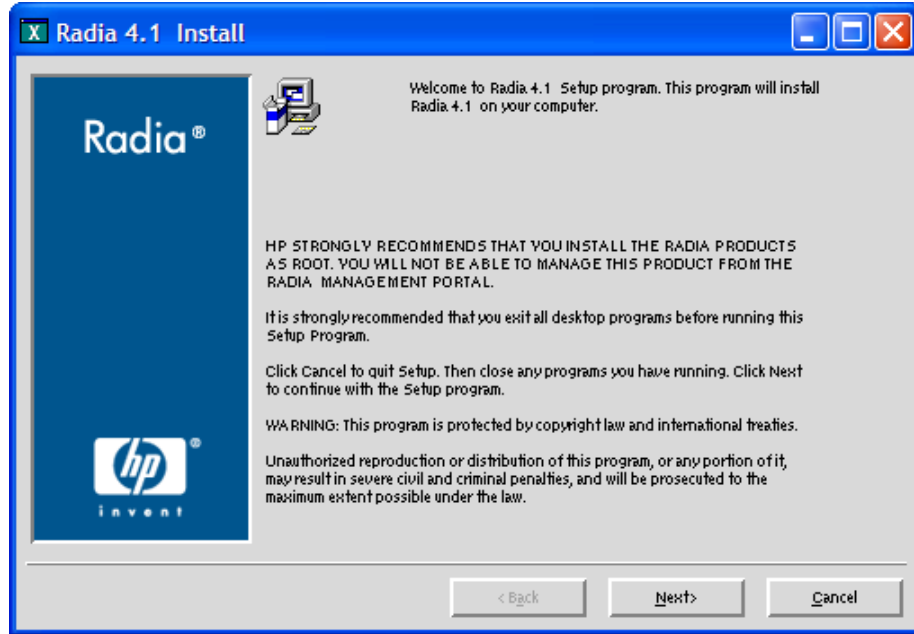 Radia 4.1 Install
Radia®
Welcome to Radia 4.1 Setup program. This program will install
Radia 4.1 on your computer.
HP STRONGLY RECOMMENDS THAT YOU INSTALL THE RADIA PRODUCTS
AS ROOT. YOU WILL NOT BE ABLE TO MANAGE THIS PRODUCT FROM THE
RADIA MANAGEMENT PORTAL.
It is strongly recommended that you exit all desktop programs before running this
Setup Program.
Click Cancel to quit Setup. Then close any programs you have running. Click Next
to continue with the Setup program.
WARNING: This program is protected by copyright law and international treaties.
Unauthorized reproduction or distribution of this program, or any portion of it,
may result in severe civil and criminal penalties, and will be prosecuted to the
maximum extent possible under the law.
hp®
invent
< Back
Next>
Cancel